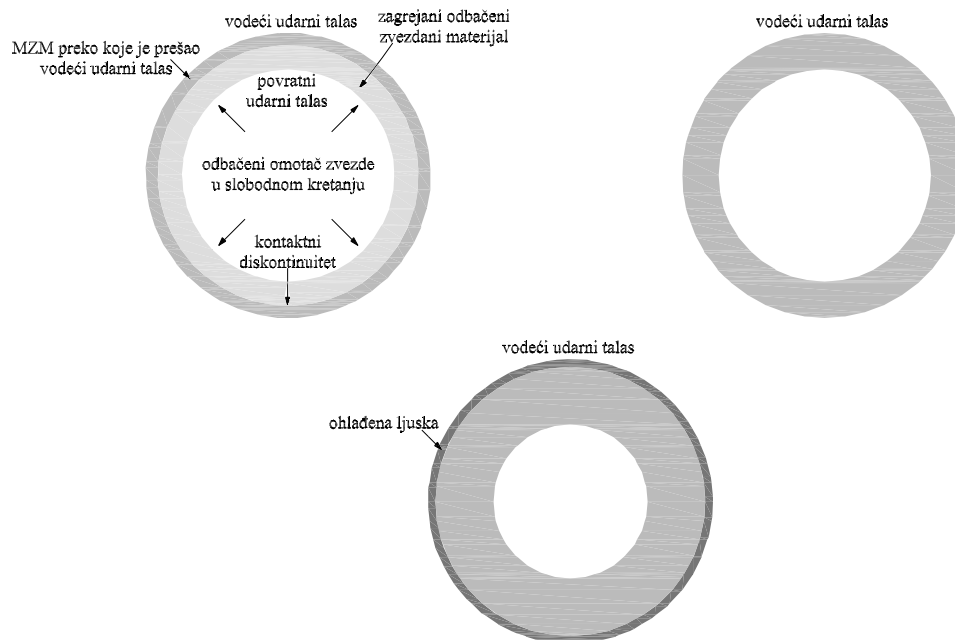 vodeći udarni talas
zagrejani odbačeni
zvezdani materijal
MZM preko koje je prešao
vodeći udarni talas
povratni
udarni talas
odbačeni omotač zvezde
u slobodnom kretanju
kontaktni
diskontinuitet
vodeći udarni talas
vodeći udarni talas
ohlađena ljuska